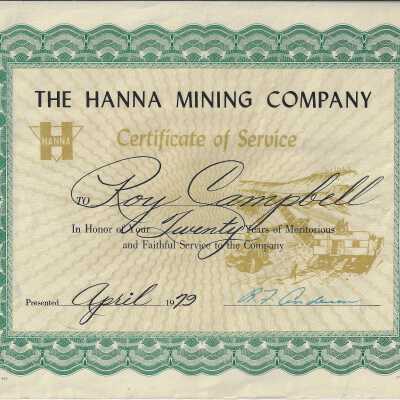 THE HANNA MINING COMPANY
H
HANNA
Certificate of Service
TO Roy Campbell
In Honor of Your Twenty Years of Meritorious
and Faithful Service to the Company
Presented April 1979
R F Anderson